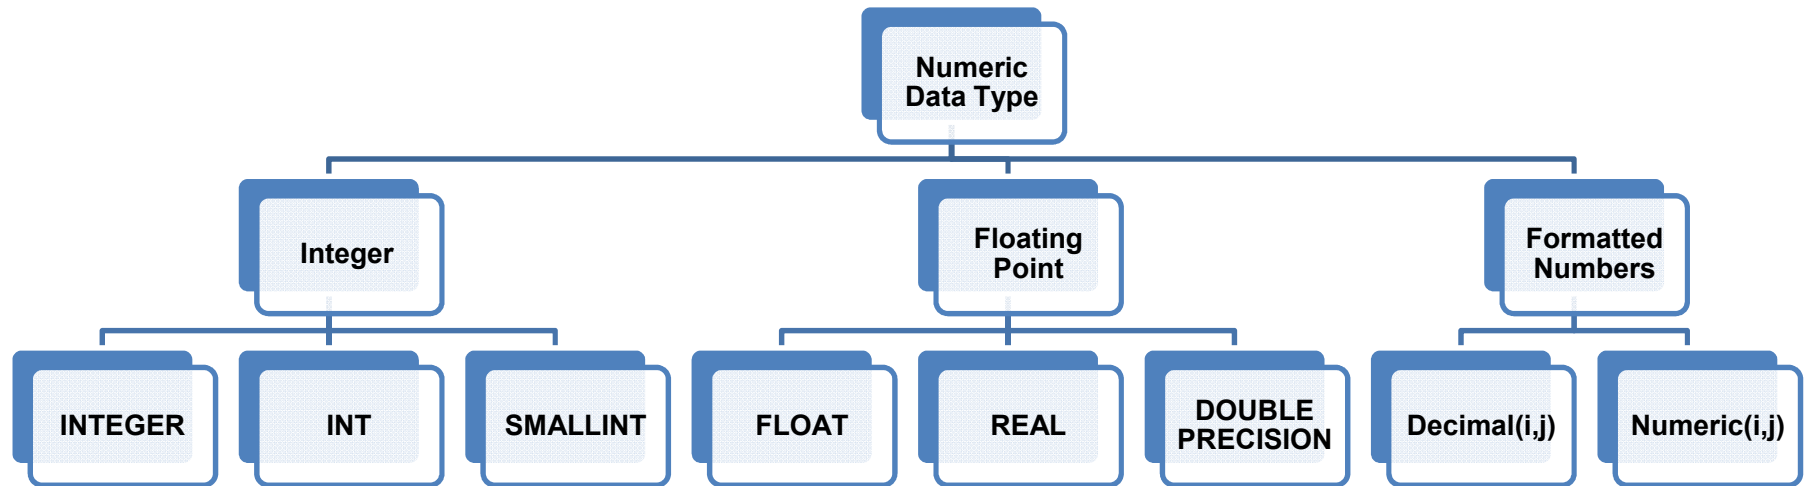 Numeric
Data Type
Integer
Floating
Point
Formatted
Numbers
INTEGER
INT
SMALLINT
FLOAT
REAL
DOUBLE
PRECISION
Decimal(i,j)
Numeric(i,j)